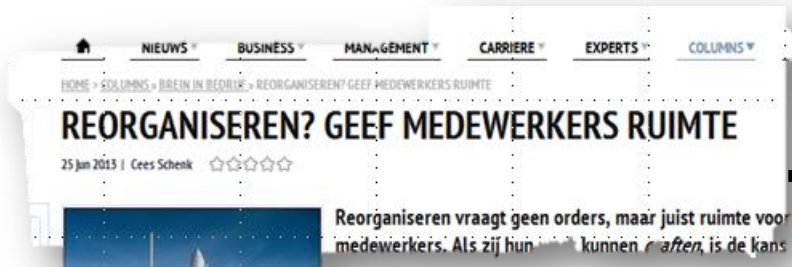 NIEUWS BUSINESS MANAGEMENT CARRIERE EXPERTS COLUMNS
HOME > COLUMNS » BREIN IN BEDRIJF » REORGANISEREN? GEEF MEDEWERKERS RUIMTE
REORGANISEREN? GEEF MEDEWERKERS RUIMTE
25 Jun 2013 | Cees Schenk
Reorganiseren vraagt geen orders, maar juist ruimte voor
medewerkers. Als zij hun kunnen is de kans